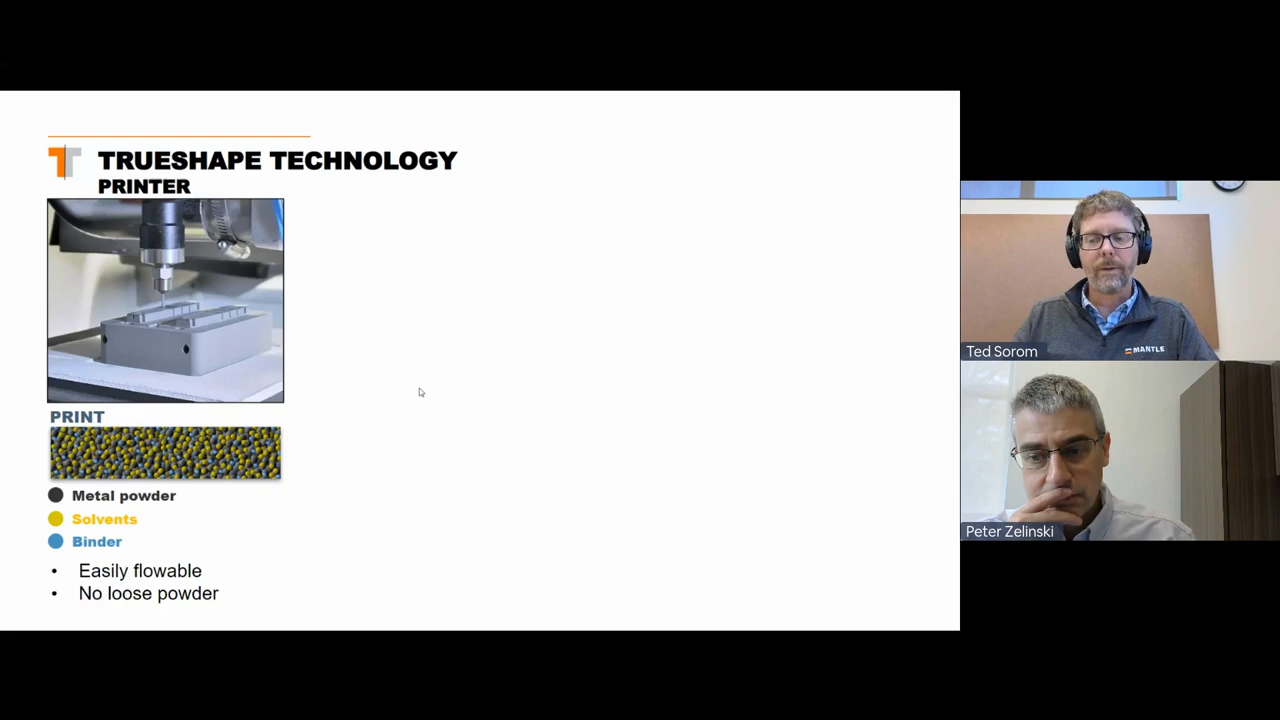 TRUESHAPE TECHNOLOGY
PRINTER
PRINT
Metal powder
Solvents
Binder
• Easily flowable
• No loose powder
MANTLE
Ted Sorom
Peter Zelinski